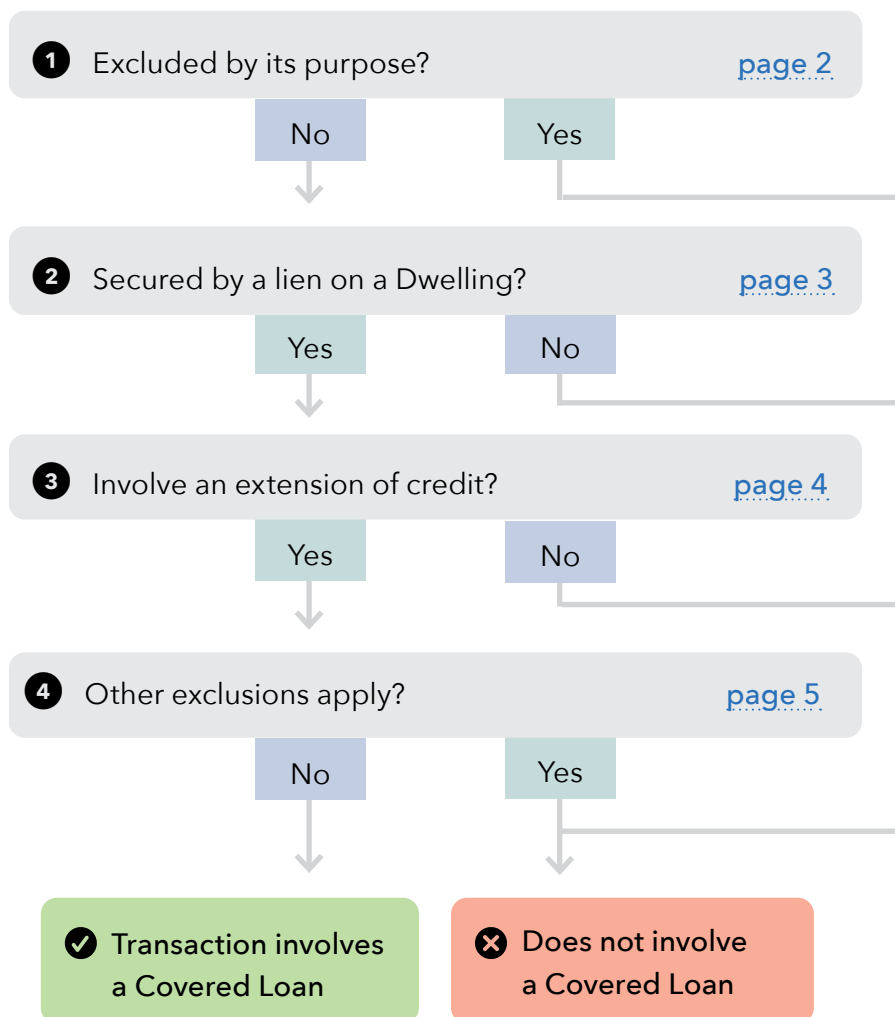 1 Excluded by its purpose? page 2
No Yes
2 Secured by a lien on a Dwelling? page 3
Yes No
3 Involve an extension of credit? page 4
Yes No
4 Other exclusions apply? page 5
No Yes
Transaction involves
a Covered Loan
Does not involve
a Covered Loan